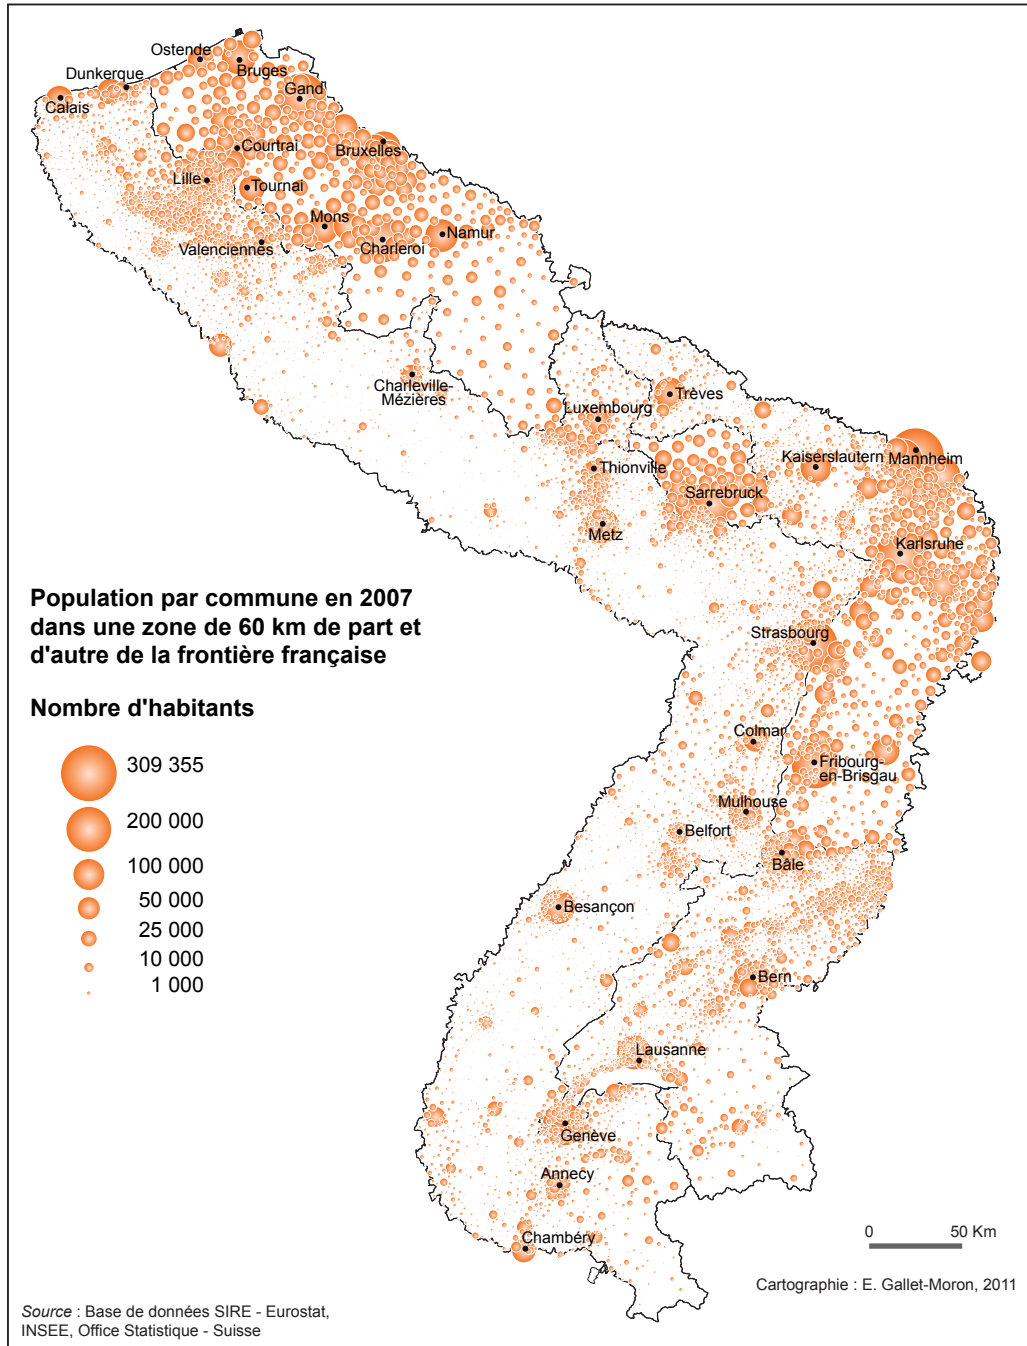 Ostende
Bruges
Dunkerque
Gand
Calais
Courtrai
Bruxelles
Lille
Tournai
Mons
Namur
Valenciennes
Charleroi
Charleville-
Mézières
Trèves
Luxembourg
Kaiserslautern
Mannheim
Thionville
Sarrebruck
Metz
Karlsruhe
Population par commune en 2007
dans une zone de 60 km de part et
d'autre de la frontière française
Strasbourg
Nombre d'habitants
Colmar
309 355
Fribourg-
en-Brisgau
Mulhouse
200 000
Belfort
100 000
Bâle
50 000
Besançon
25 000
10 000
Bern
1 000
Lausanne
Genève
Annecy
Chambéry
0 50 Km
Cartographie : E. Gallet-Moron, 2011
Source : Base de données SIRE - Eurostat,
INSEE, Office Statistique - Suisse